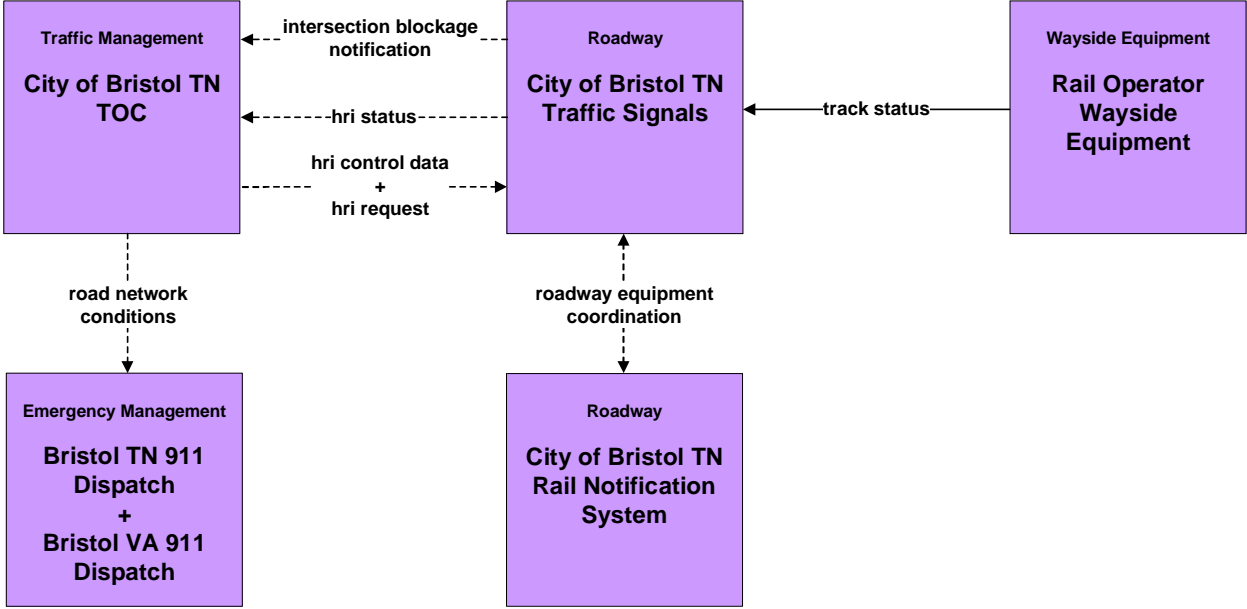 Traffic Management
City of Bristol TN
TOC
intersection blockage
notification
hri status
hri control data
+
hri request
Roadway
City of Bristol TN
Traffic Signals
track status
Wayside Equipment
Rail Operator
Wayside
Equipment
road network
conditions
roadway equipment
coordination
Emergency Management
Bristol TN 911
Dispatch
+
Bristol VA 911
Dispatch
Roadway
City of Bristol TN
Rail Notification
System